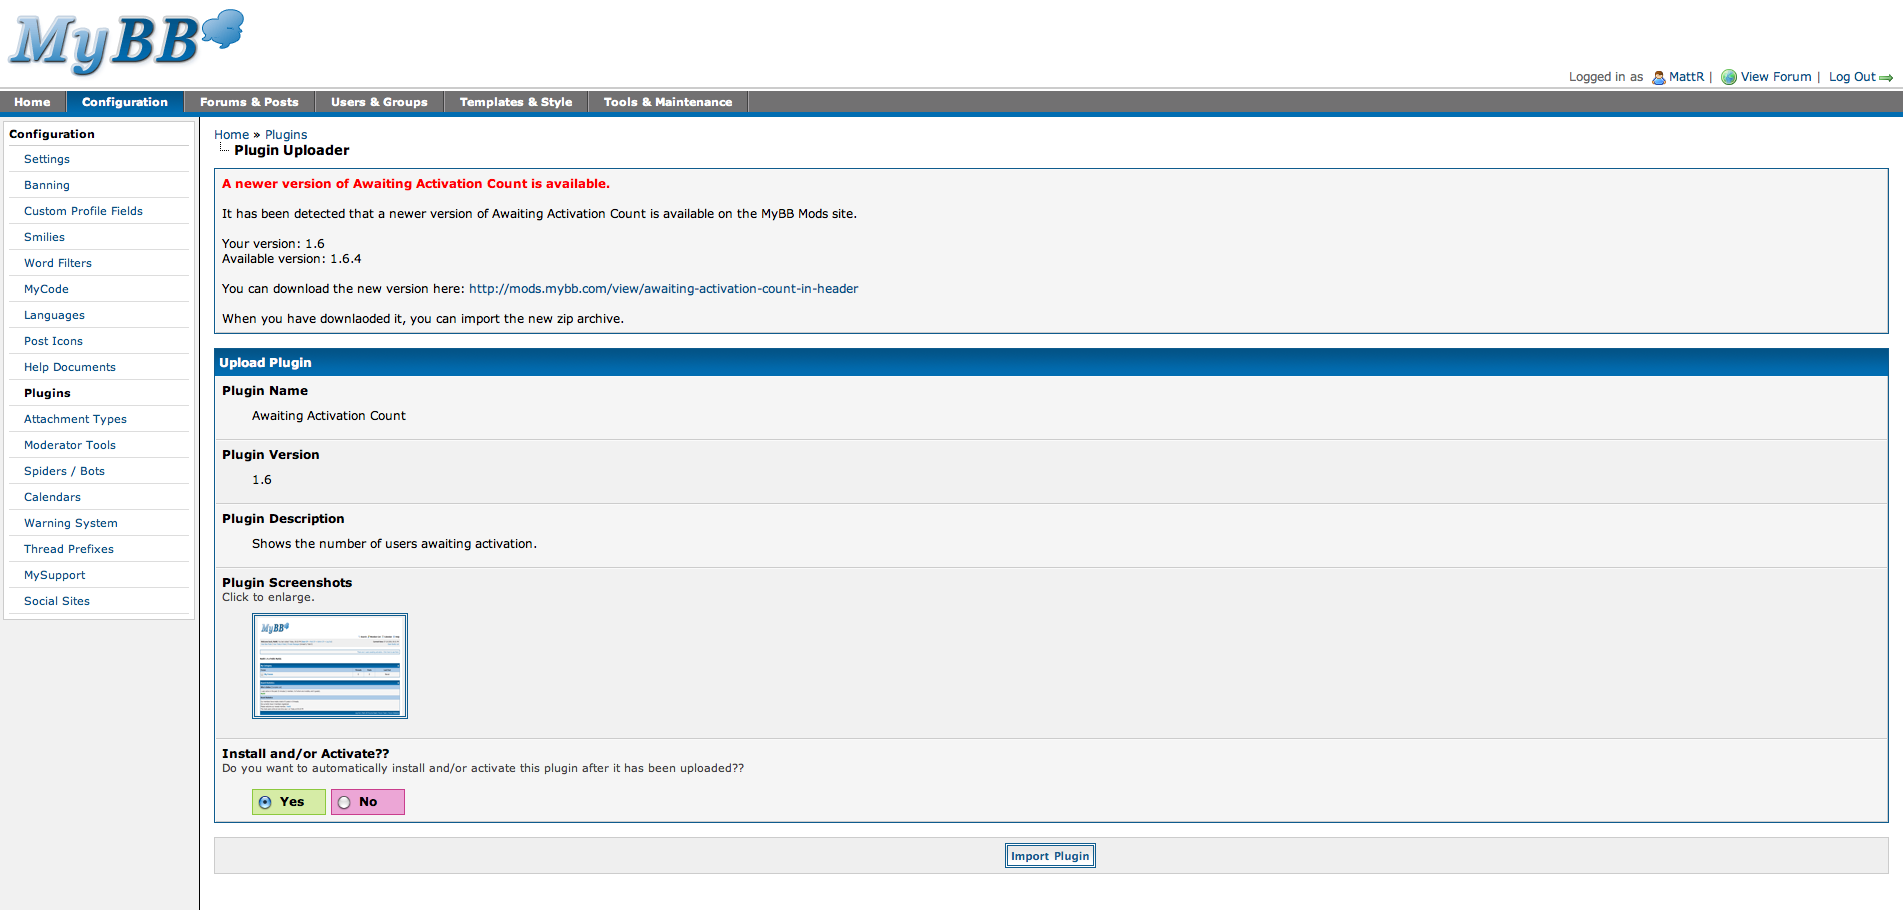 MyBB
Logged in as MattR | View Forum | Log Out
Home Configuration Forums & Posts Users & Groups Templates & Style Tools & Maintenance
Configuration
Settings
Banning
Custom Profile Fields
Smilies
Word Filters
MyCode
Languages
Post Icons
Help Documents
Plugins
Attachment Types
Moderator Tools
Spiders / Bots
Calendars
Warning System
Thread Prefixes
MySupport
Social Sites
Home » Plugins
Plugin Uploader
A newer version of Awaiting Activation Count is available.
It has been detected that a newer version of Awaiting Activation Count is available on the MyBB Mods site.
Your version: 1.6
Available version: 1.6.4
You can download the new version here: http://mods.mybb.com/view/awaiting-activation-count-in-header
When you have downlaoded it, you can import the new zip archive.
Upload Plugin
Plugin Name
Awaiting Activation Count
Plugin Version
1.6
Plugin Description
Shows the number of users awaiting activation.
Plugin Screenshots
Click to enlarge.
MyBB
Install and/or Activate??
Do you want to automatically install and/or activate this plugin after it has been uploaded??
Yes No
Import Plugin